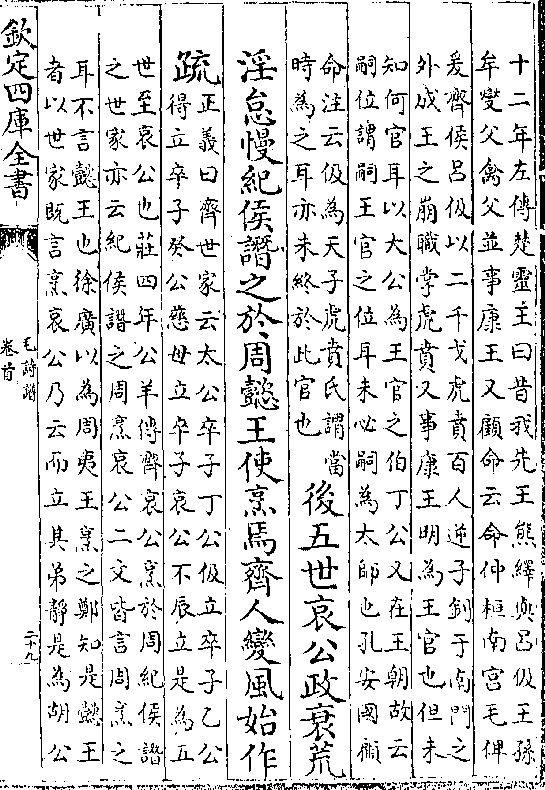 十二年左傳楚靈王曰昔我先王熊繹與呂伋王孫
牟燮父禽父並事康王又顧命云命仲桓南宮毛俾
爰齊侯呂伋以二千戈虎賁百人逆子釗于南門之
外成王之崩職掌虎賁又事康王明為王官也但未
知何官耳以大公為王官之伯丁公又在王朝故云
嗣位謂嗣王官之位耳未必嗣為太師也孔安國顧
命注云伋為天子虎賁氏謂當
時為之耳亦未終於此官也
後五世哀公政衰荒
淫怠慢紀侯譖之於周懿王使烹焉齊人變風始作
疏
正義曰齊世家云太公卒子丁公伋立卒子乙公
得立卒子癸公慈母立卒子哀公不辰立是為五
世至哀公也莊四年公羊傳齊哀公烹於周紀侯譖
之世家亦云紀侯譖之周烹哀公二文皆言周烹之
耳不言懿王也徐廣以為周夷王烹之鄭知是懿王
者以世家既言烹哀公乃云而立其弟靜是為胡公
欽定四庫全書
毛詩譜
卷首
二十九